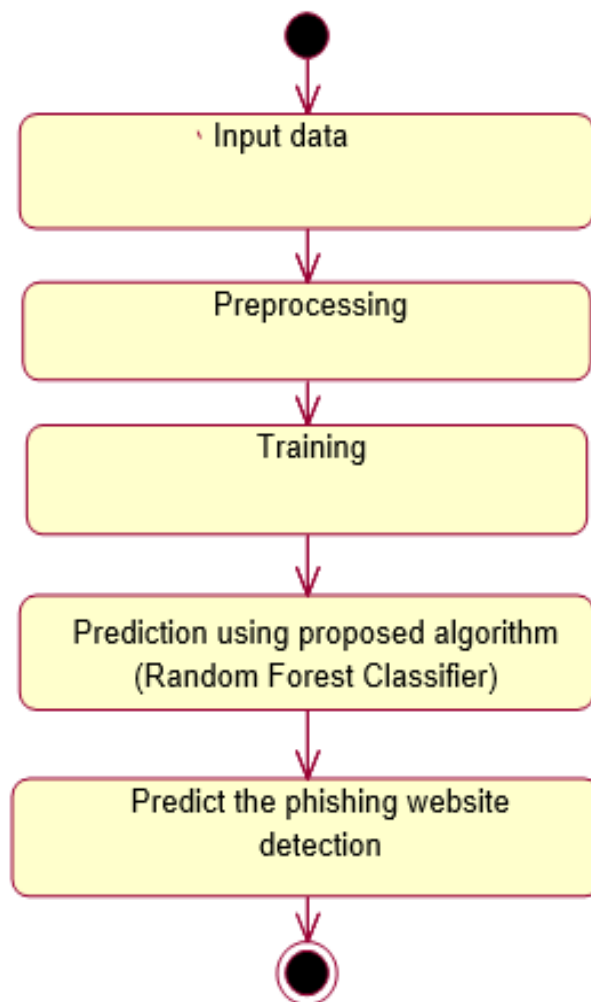 Input data
Preprocessing
Training
Prediction using proposed algorithm
(Random Forest Classifier)
Predict the phishing website
detection